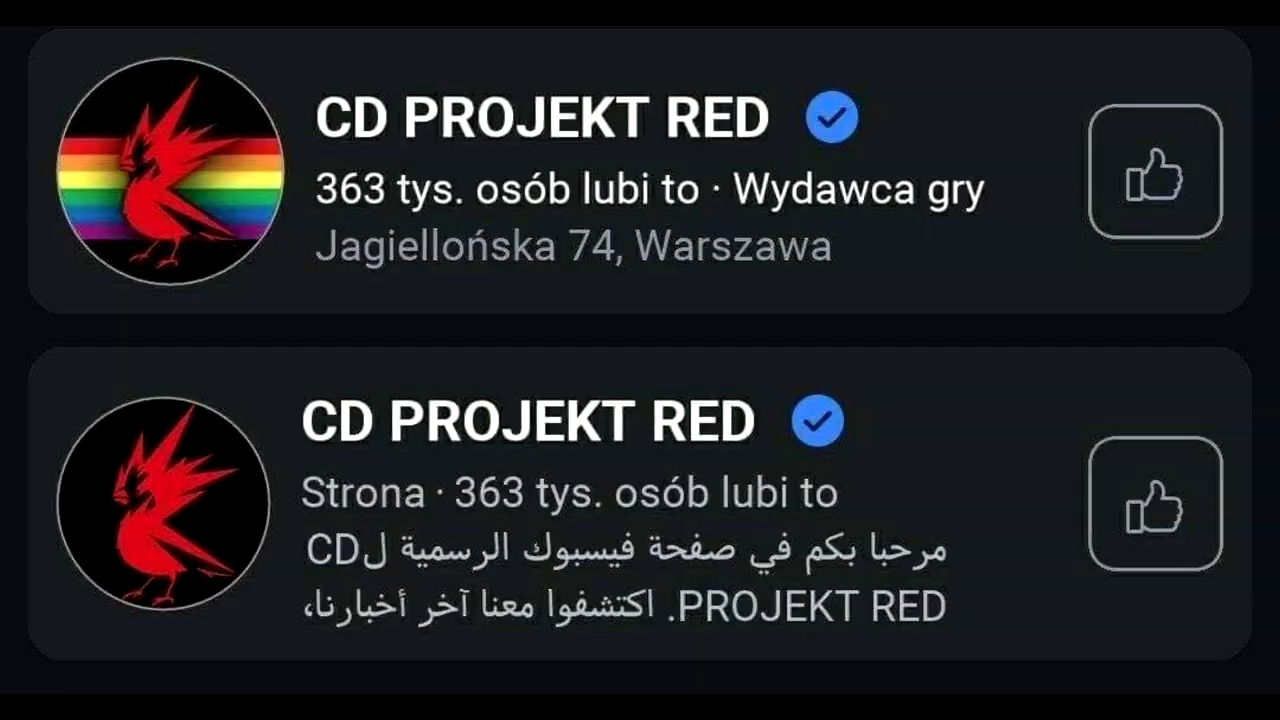 CD PROJEKT RED
363 tys. osób lubi to · Wydawca gry
Jagiellońska 74, Warszawa
CD PROJEKT RED
Strona · 363 tys. osób lubi to
مرحبا بكم في صفحة فيسبوك الرسمية لCD
PROJEKT RED. اكتشفوا معنا آخر أخبارنا،